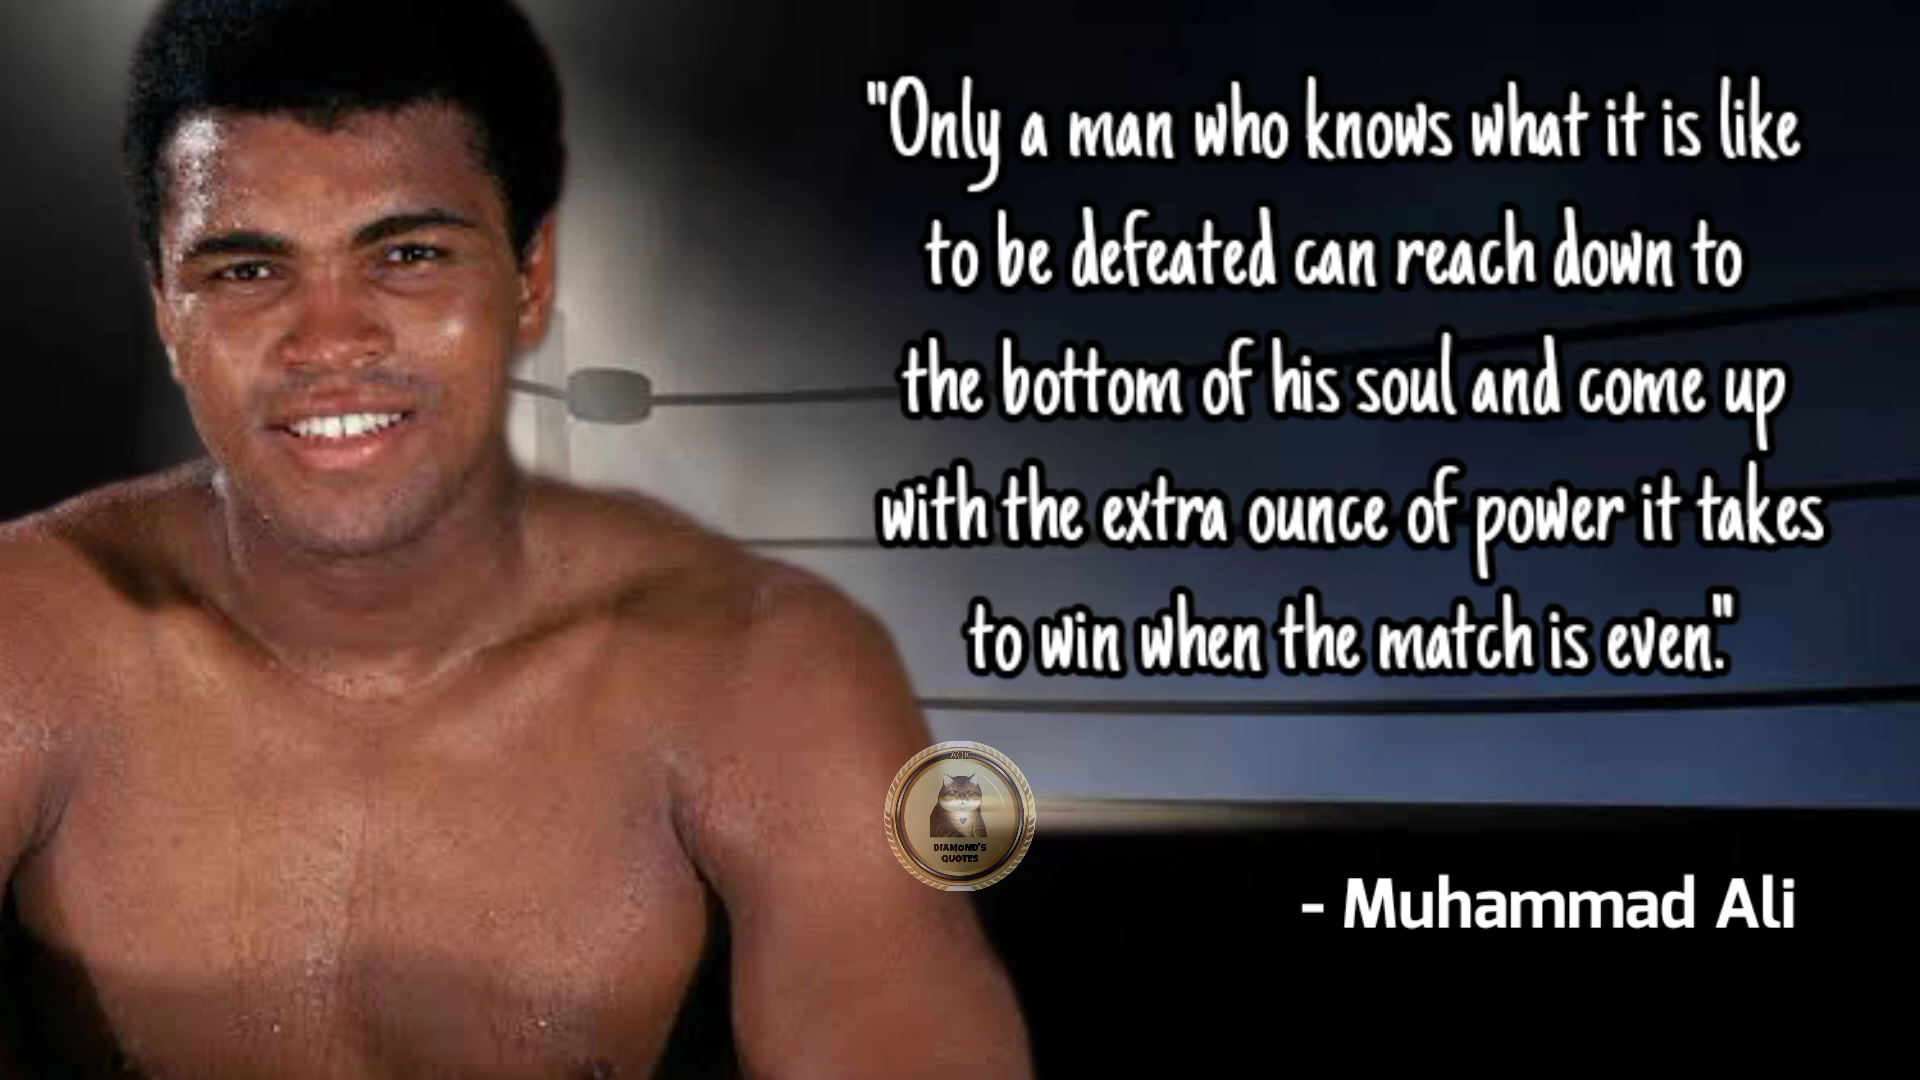 "Only a man who knows what it is like
to be defeated can reach down to
the bottom of his soul and come up
with the extra ounce of power it takes
to win when the match is even."
DIAMOND'S
QUOTES
- Muhammad Ali